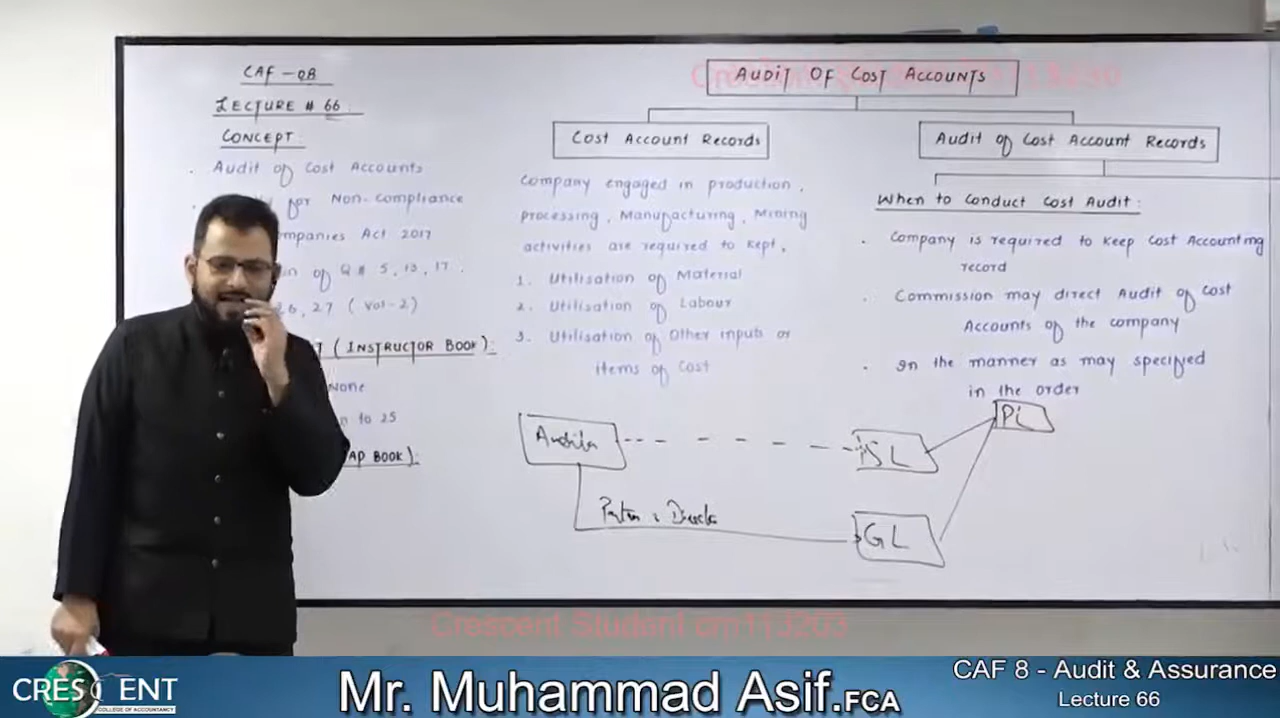 CAF - 08
LECTURE # 66 :
CONCEPT :
. Audit of Cost Accounts
for Non-compliance
ompanies Act 2017
of Q # 5, 13, 17,
26, 27 ( Vol-2 )
( INSTRUCTOR BOOK ) :
None
to 25
AP BOOK ) :
AUDIT OF COST ACCOUNTS
Cost Account Records
Company engaged in production,
processing, Manufacturing, Mining
activities are required to kept,
1. Utilisation of Material
2. Utilisation of Labour
3. Utilisation of Other inputs or
items of Cost
Audit of Cost Account Records
When to Conduct Cost Audit :
. Company is required to keep Cost Accounting
record
. Commission may direct Audit of Cost
Accounts of the company
. In the manner as may specified
in the order
PL
SL
GL
Crescent Student cm113203
CRESCENT
COLLEGE OF ACCOUNTANCY
Mr. Muhammad Asif.FCA
CAF 8 - Audit & Assurance
Lecture 66